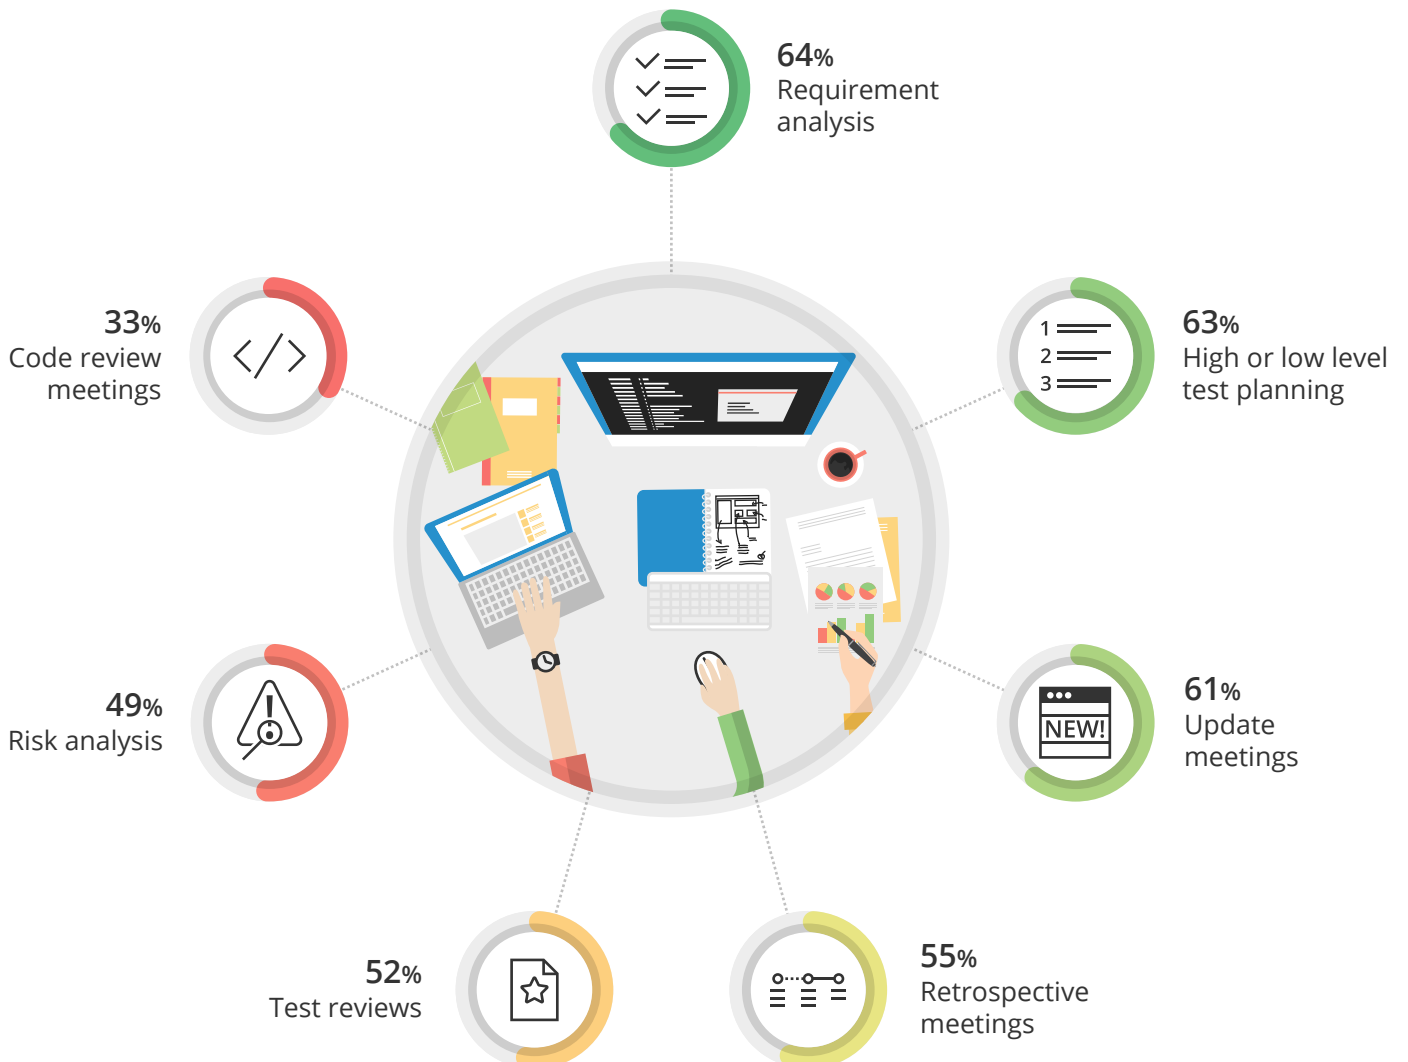 64%
Requirement
analysis
33%
Code review
meetings
63%
High or low level
test planning
1
2
3
49%
Risk analysis
61%
Update
meetings
NEW!
52%
Test reviews
55%
Retrospective
meetings